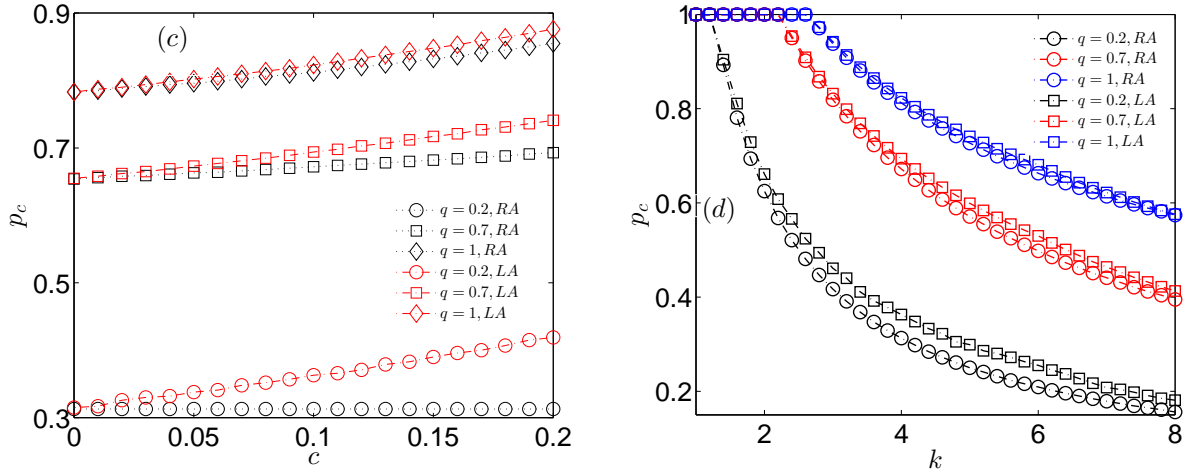 (c)
0.9
0.7
0.5
0.3
p_c
q = 0.2, RA
q = 0.7, RA
q = 1, RA
q = 0.2, LA
q = 0.7, LA
q = 1, LA
0 0.05 0.1 0.15 0.2
c
(d)
1
0.8
0.6
0.4
0.2
p_c
q = 0.2, RA
q = 0.7, RA
q = 1, RA
q = 0.2, LA
q = 0.7, LA
q = 1, LA
2 4 6 8
k